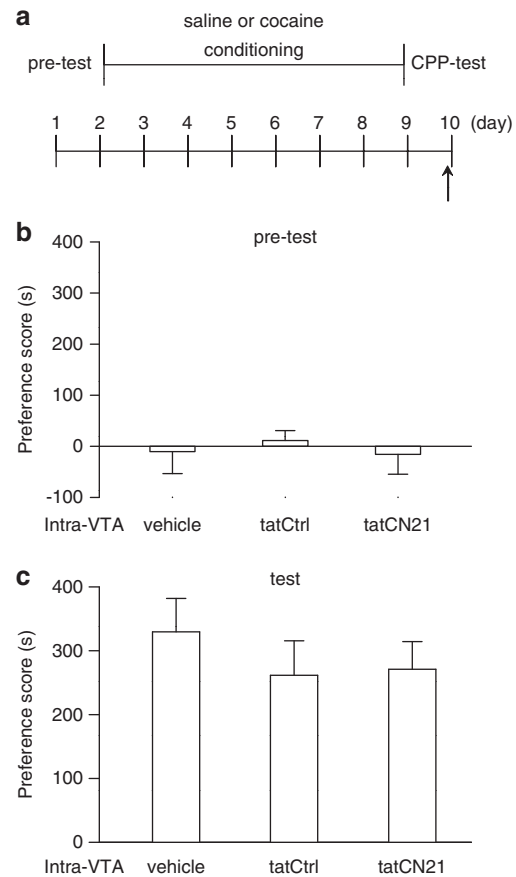 a
saline or cocaine
conditioning
pre-test
CPP-test
1 2 3 4 5 6 7 8 9 10 (day)
b
pre-test
Preference score (s)
400
300
200
100
0
-100
Intra-VTA vehicle tatCtrl tatCN21
c
test
Preference score (s)
400
300
200
100
0
Intra-VTA vehicle tatCtrl tatCN21